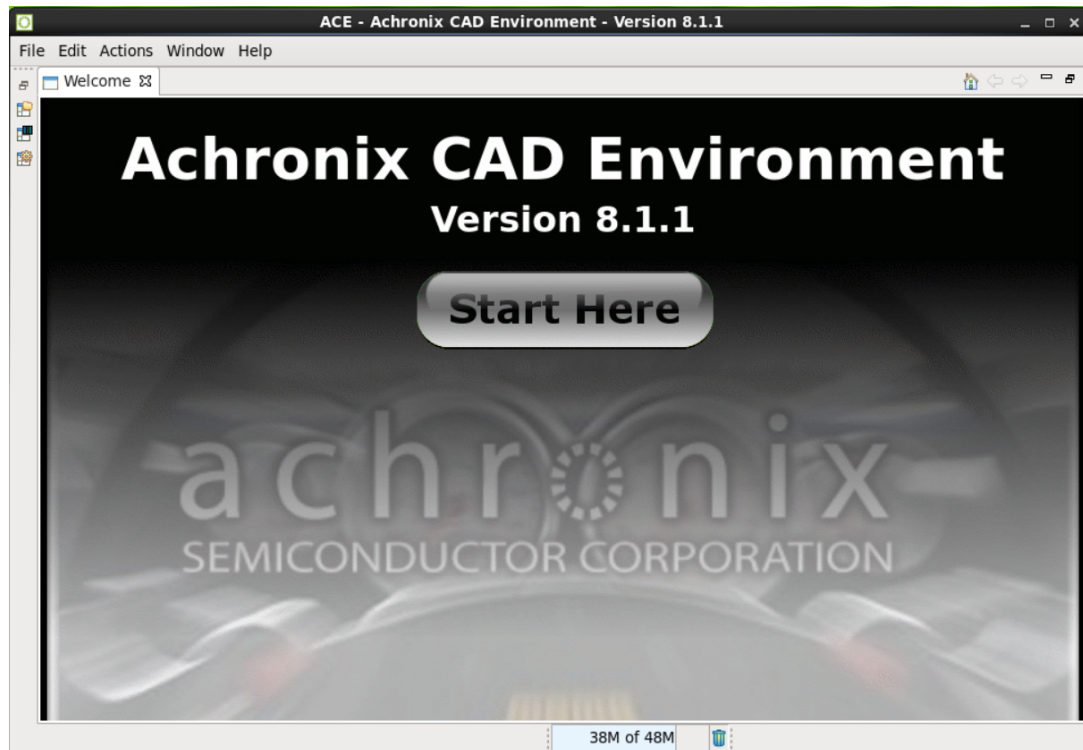 ACE - Achronix CAD Environment - Version 8.1.1
File Edit Actions Window Help
Welcome
Achronix CAD Environment
Version 8.1.1
Start Here
achronix
SEMICONDUCTOR CORPORATION
38M of 48M